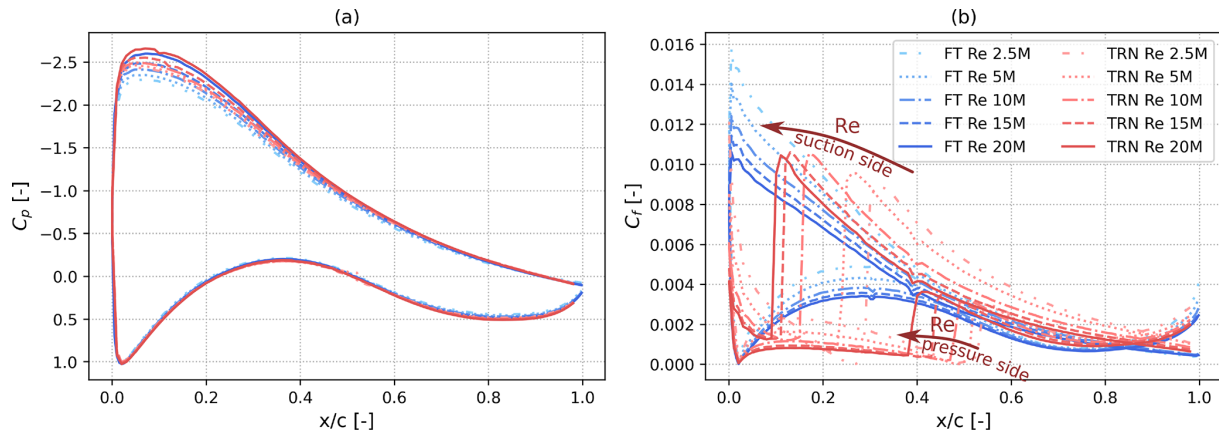 (a)
−2.5
−2.0
−1.5
−1.0
−0.5
0.0
0.5
1.0
0.0
0.2
0.4
0.6
0.8
1.0
x/c [-]
C_p [-]
(b)
0.016
0.014
0.012
0.010
0.008
0.006
0.004
0.002
0.000
0.0
0.2
0.4
0.6
0.8
1.0
x/c [-]
C_f [-]
FT Re 2.5M
FT Re 5M
FT Re 10M
FT Re 15M
FT Re 20M
TRN Re 2.5M
TRN Re 5M
TRN Re 10M
TRN Re 15M
TRN Re 20M
Re
suction side
Re
pressure side